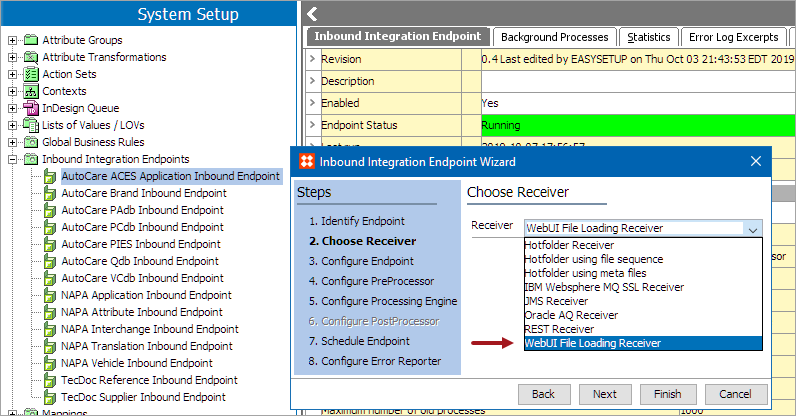 System Setup
Attribute Groups
Attribute Transformations
Action Sets
Contexts
InDesign Queue
Lists of Values / LOVs
Global Business Rules
Inbound Integration Endpoints
AutoCare ACES Application Inbound Endpoint
AutoCare Brand Inbound Endpoint
AutoCare PAdb Inbound Endpoint
AutoCare PCdb Inbound Endpoint
AutoCare PIES Inbound Endpoint
AutoCare Qdb Inbound Endpoint
AutoCare VCdb Inbound Endpoint
NAPA Application Inbound Endpoint
NAPA Attribute Inbound Endpoint
NAPA Interchange Inbound Endpoint
NAPA Translation Inbound Endpoint
NAPA Vehicle Inbound Endpoint
TecDoc Reference Inbound Endpoint
TecDoc Supplier Inbound Endpoint
Mappings
Inbound Integration Endpoint Background Processes Statistics Error Log Excerpts
Revision 0.4 Last edited by EASYSETUP on Thu Oct 03 21:43:53 EDT 2019
Description
Enabled Yes
Endpoint Status Running
Last run 2019-10-07 17:56:57
Inbound Integration Endpoint Wizard
Steps
1. Identify Endpoint
2. Choose Receiver
3. Configure Endpoint
4. Configure PreProcessor
5. Configure Processing Engine
6. Configure PostProcessor
7. Schedule Endpoint
8. Configure Error Reporter
Choose Receiver
Receiver WebUI File Loading Receiver
Hotfolder Receiver
Hotfolder using file sequence
Hotfolder using meta files
IBM Websphere MQ SSL Receiver
JMS Receiver
Oracle AQ Receiver
REST Receiver
WebUI File Loading Receiver
Back Next Finish Cancel
Maximum number of old processes 1000